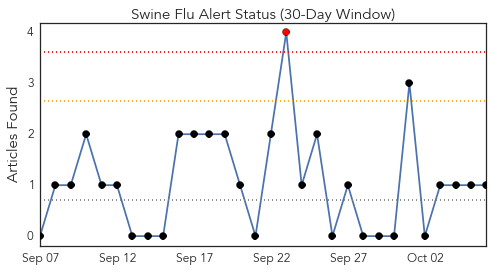 Swine Flu Alert Status (30-Day Window)
Articles Found
4
3
2
1
0
Sep 07 Sep 12 Sep 17 Sep 22 Sep 27 Oct 02